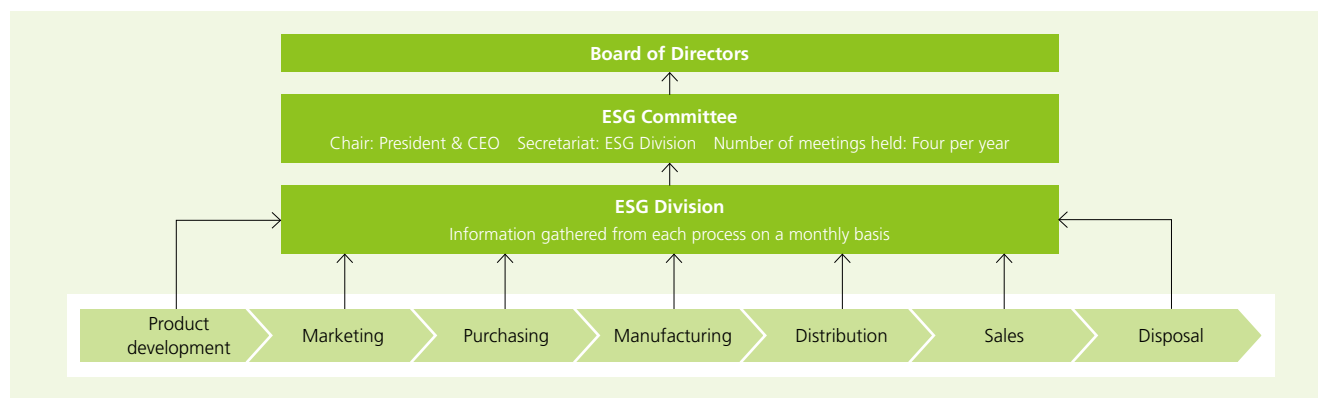 Board of Directors
ESG Committee
Chair: President & CEO Secretariat: ESG Division Number of meetings held: Four per year
ESG Division
Information gathered from each process on a monthly basis
Product
development
Marketing
Purchasing
Manufacturing
Distribution
Sales
Disposal